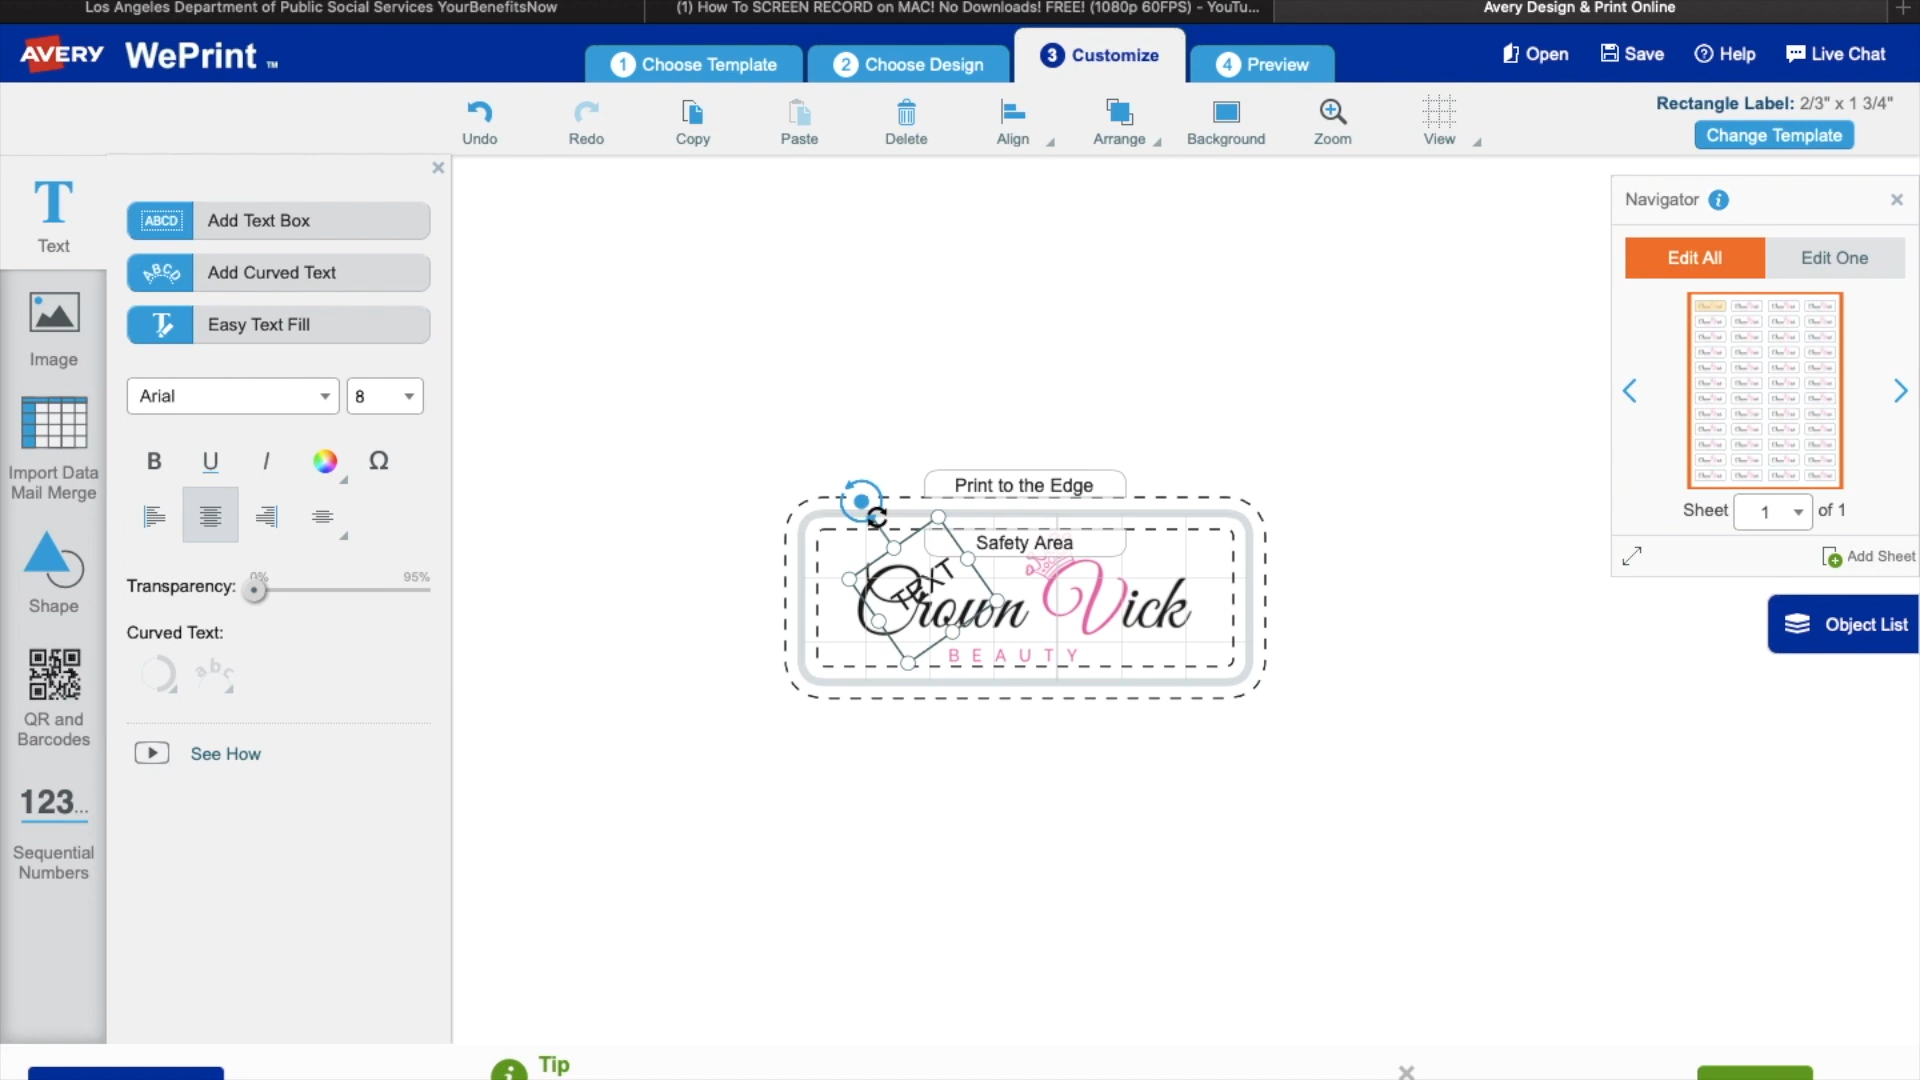 Los Angeles Department of Public Social Services YourBenefitsNow
(1) How To SCREEN RECORD on MAC! No Downloads! FREE! (1080p 60FPS) - YouTu...
Avery Design & Print Online
AVERY WePrint ™
1 Choose Template
2 Choose Design
3 Customize
4 Preview
Open
Save
Help
Live Chat
Undo
Redo
Copy
Paste
Delete
Align
Arrange
Background
Zoom
View
Rectangle Label: 2/3" x 1 3/4"
Change Template
T
Text
Image
Import Data
Mail Merge
Shape
QR and
Barcodes
123...
Sequential
Numbers
ABCD Add Text Box
ABCD Add Curved Text
Easy Text Fill
Arial
8
B U I Ω
Transparency: 0% 95%
Curved Text:
abc
See How
Print to the Edge
Safety Area
TEXT
Crown Vick
BEAUTY
Navigator
Edit All
Edit One
Sheet 1 of 1
Add Sheet
Object List
Tip